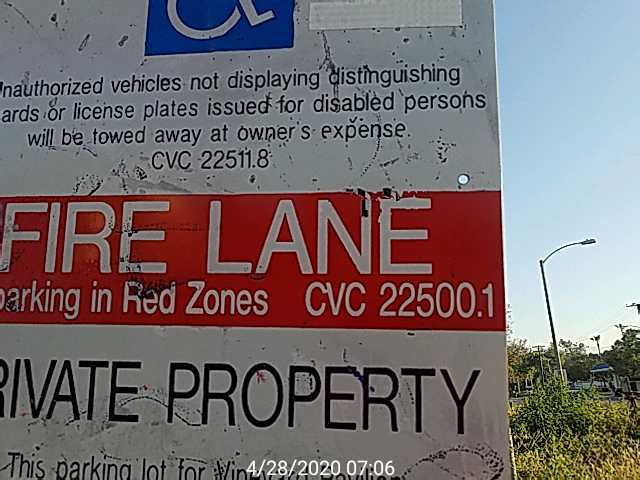 nauthorized vehicles not displaying distinguishing
ards or license plates issued for disabled persons
will be towed away at owner's expense.
CVC 22511.8
FIRE LANE
parking in Red Zones CVC 22500.1
RIVATE PROPERTY
This parking lot for
4/28/2020 07:06